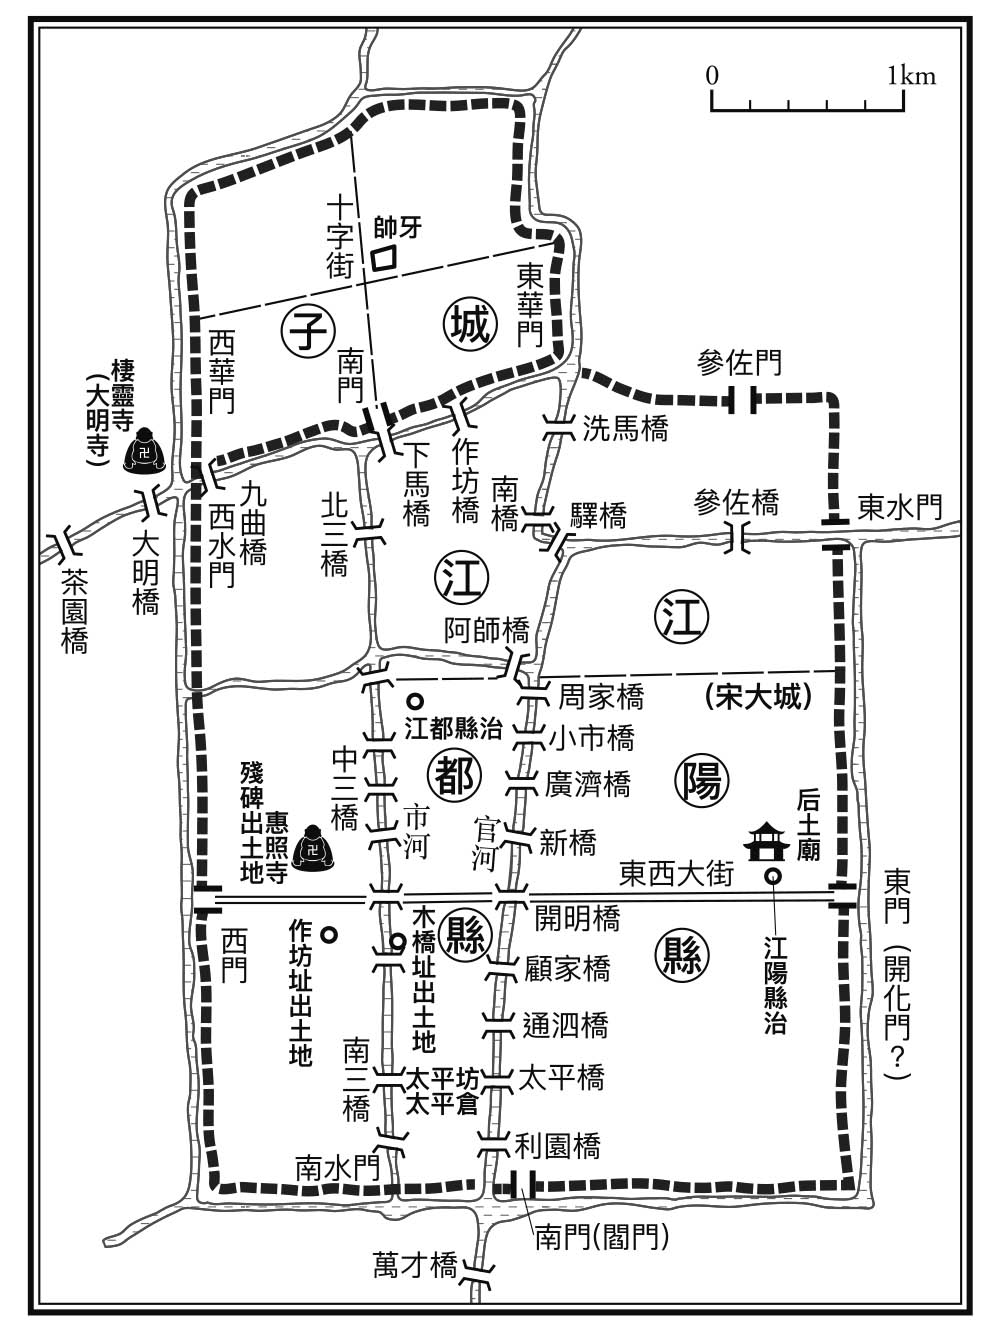 0
1km
十字街
帥牙
東華門
子
城
西華門
南門
棲靈寺
(大明寺)
參佐門
洗馬橋
下馬橋
作坊橋
南橋
驛橋
參佐橋
東水門
九曲橋
西水門
北三橋
大明橋
茶園橋
江
江
阿師橋
周家橋
(宋大城)
江都縣治
小市橋
中三橋
都
廣濟橋
陽
殘碑出土地
惠照寺
市河
官河
新橋
后土廟
東西大街
東門(開化門?)
開明橋
西門
作坊址出土地
木橋址出土地
縣
縣
顧家橋
江陽縣治
通泗橋
南三橋
太平坊
太平倉
太平橋
利園橋
南水門
南門(閻門)
萬才橋